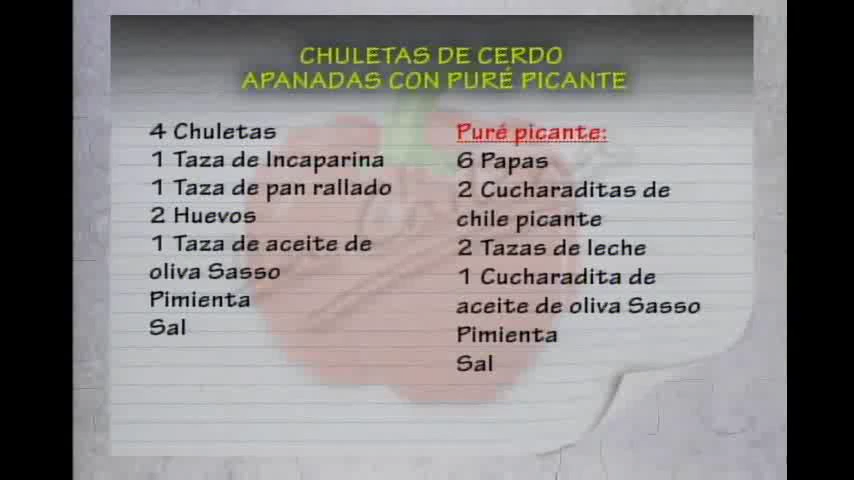 CHULETAS DE CERDO
APANADAS CON PURÉ PICANTE
4 Chuletas
1 Taza de Incaparina
1 Taza de pan rallado
2 Huevos
1 Taza de aceite de
oliva Sasso
Pimienta
Sal
Puré picante:
6 Papas
2 Cucharaditas de
chile picante
2 Tazas de leche
1 Cucharadita de
aceite de oliva Sasso
Pimienta
Sal